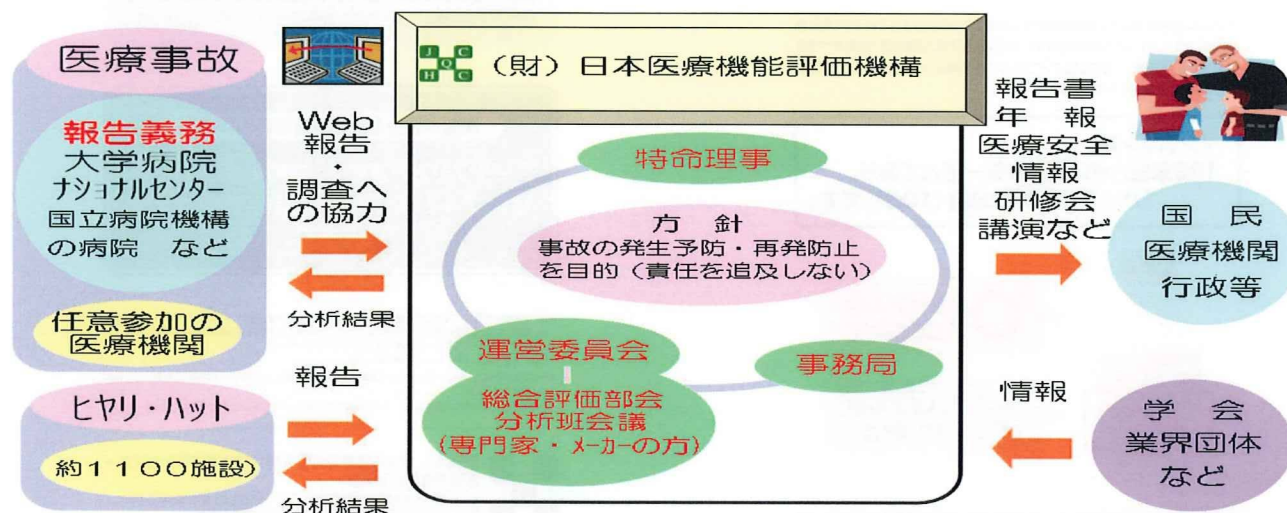 医療事故
報告義務
大学病院
ナショナルセンター
国立病院機構
の病院 など
任意参加の
医療機関
ヒヤリ・ハット
約1100施設)
Web
報告
・
調査へ
の協力
分析結果
報告
分析結果
J Q C
H Q C
(財)日本医療機能評価機構
特命理事
方 針
事故の発生予防・再発防止
を目的(責任を追及しない)
運営委員会
事務局
総合評価部会
分析班会議
(専門家・メーカーの方)
報告書
年 報
医療安全
情報
研修会
講演など
国 民
医療機関
行政等
情報
学 会
業界団体
など